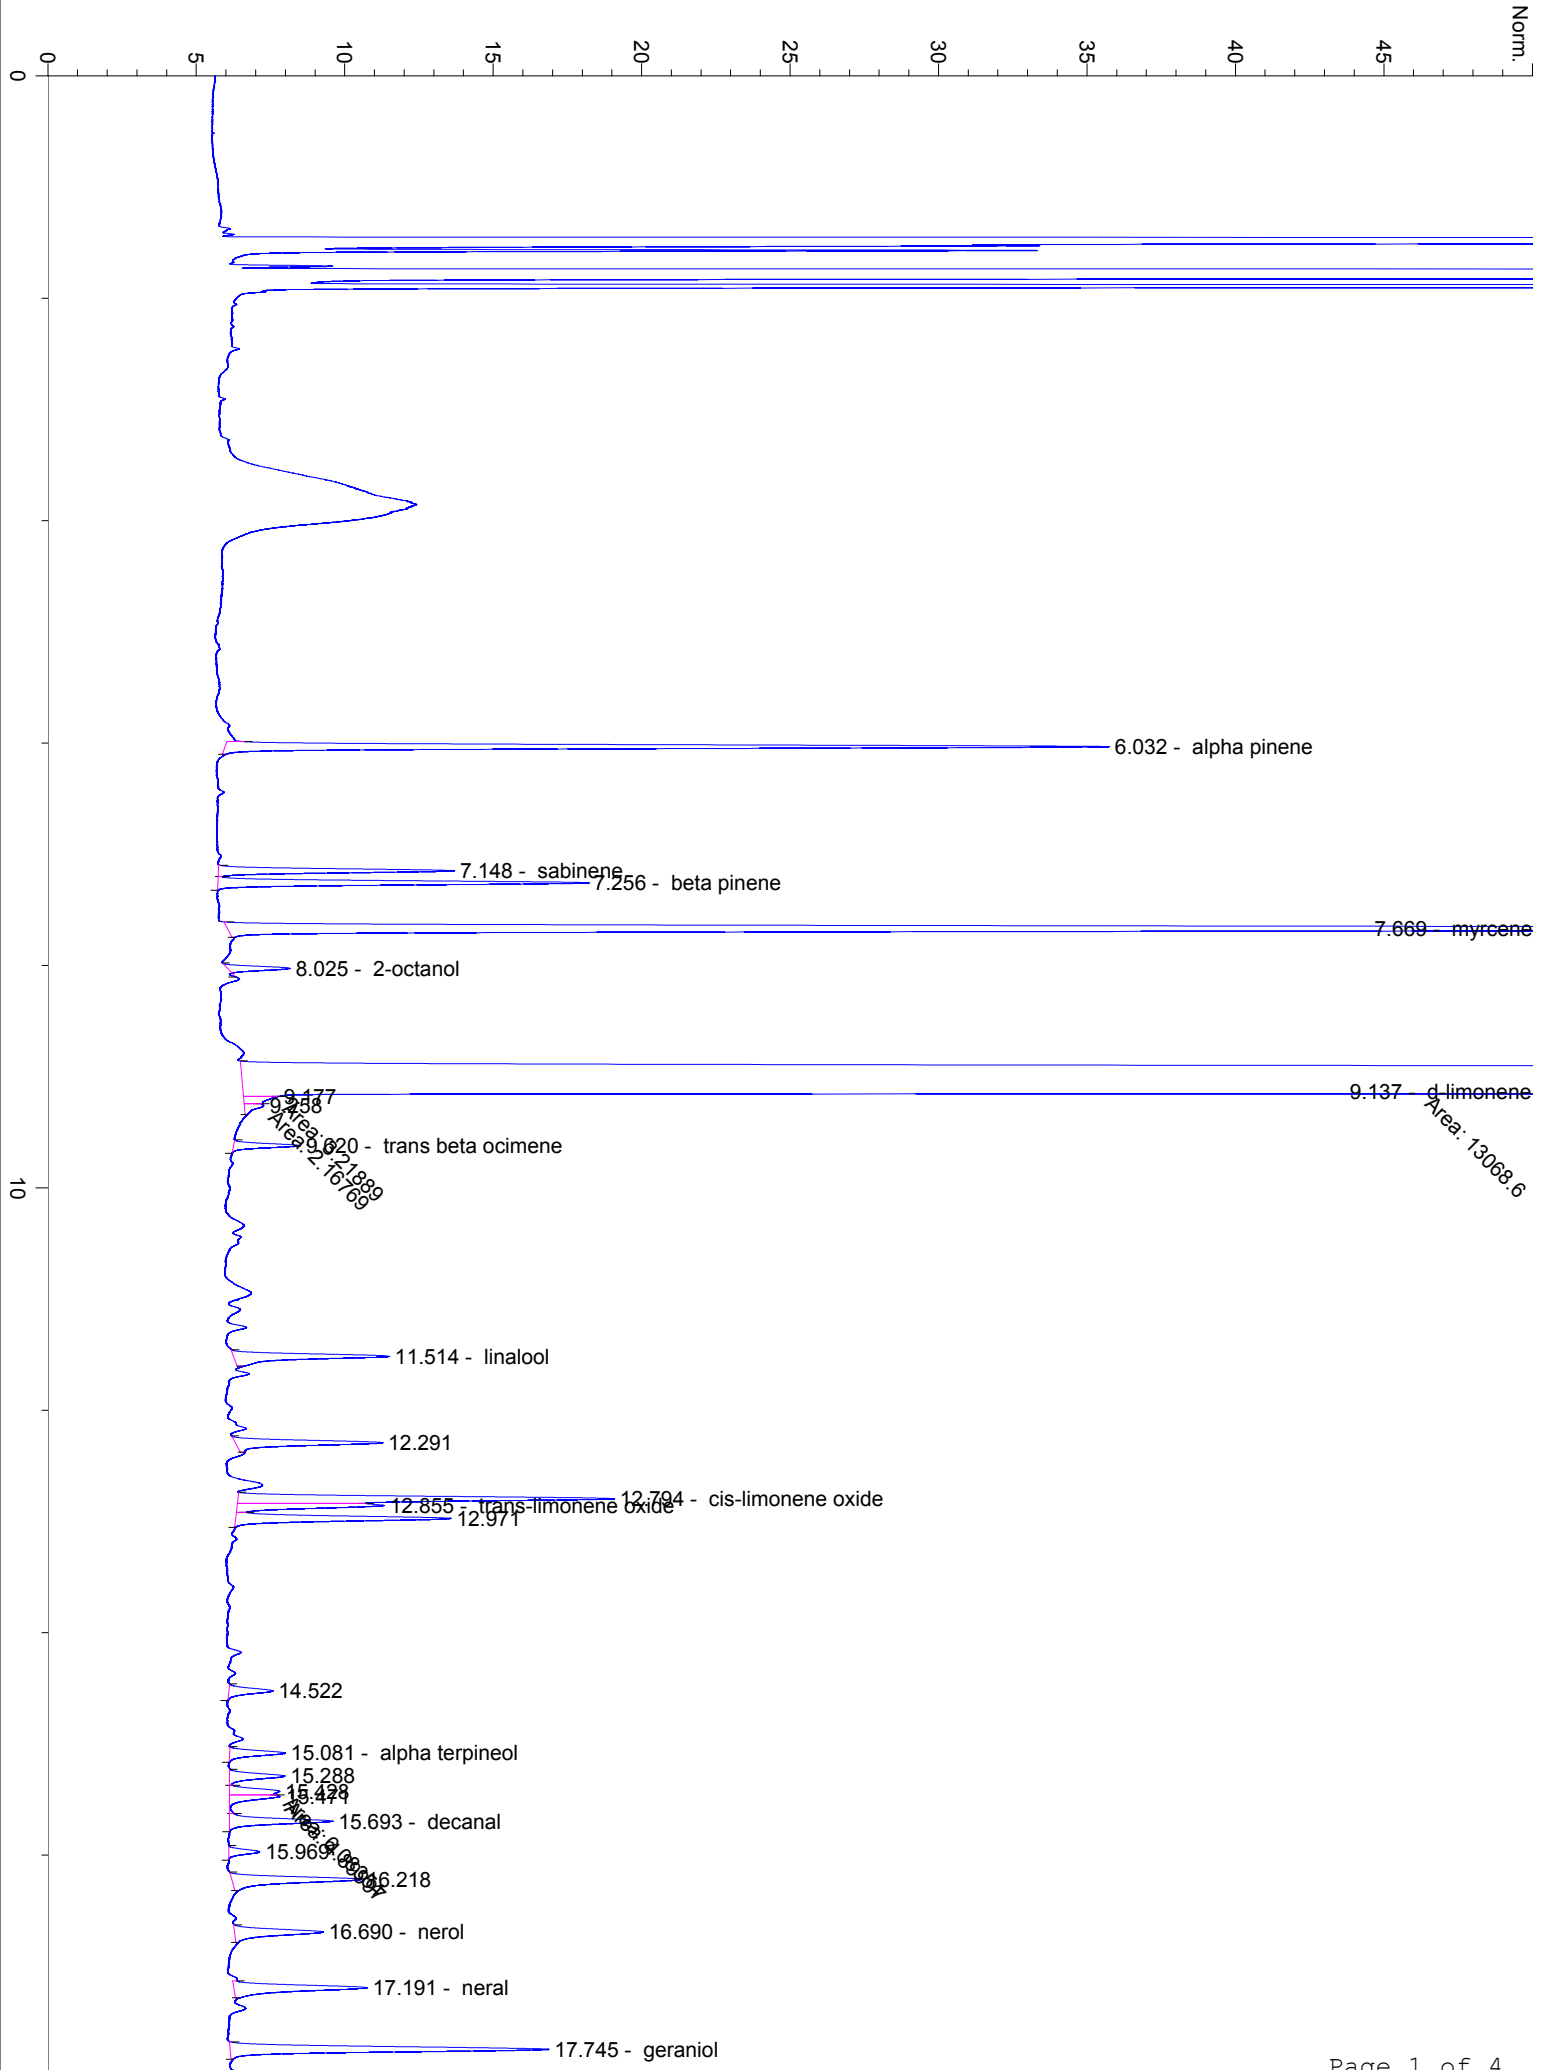 Norm.
0
5
10
15
20
25
30
35
40
45
0
6.032 - alpha pinene
7.148 - sabinene
7.256 - beta pinene
7.669 - myrcene
8.025 - 2-octanol
9.137 - d-limonene
Area: 13068.6
9.177
9.258
Area: 2.16769
9.620 - trans beta ocimene
10
11.514 - linalool
12.291
12.794 - cis-limonene oxide
12.855 - trans-limonene oxide
12.971
14.522
15.081 - alpha terpineol
15.288
15.428
15.471
15.693 - decanal
15.969
16.218
16.690 - nerol
17.191 - neral
17.745 - geraniol
Page 1 of 4